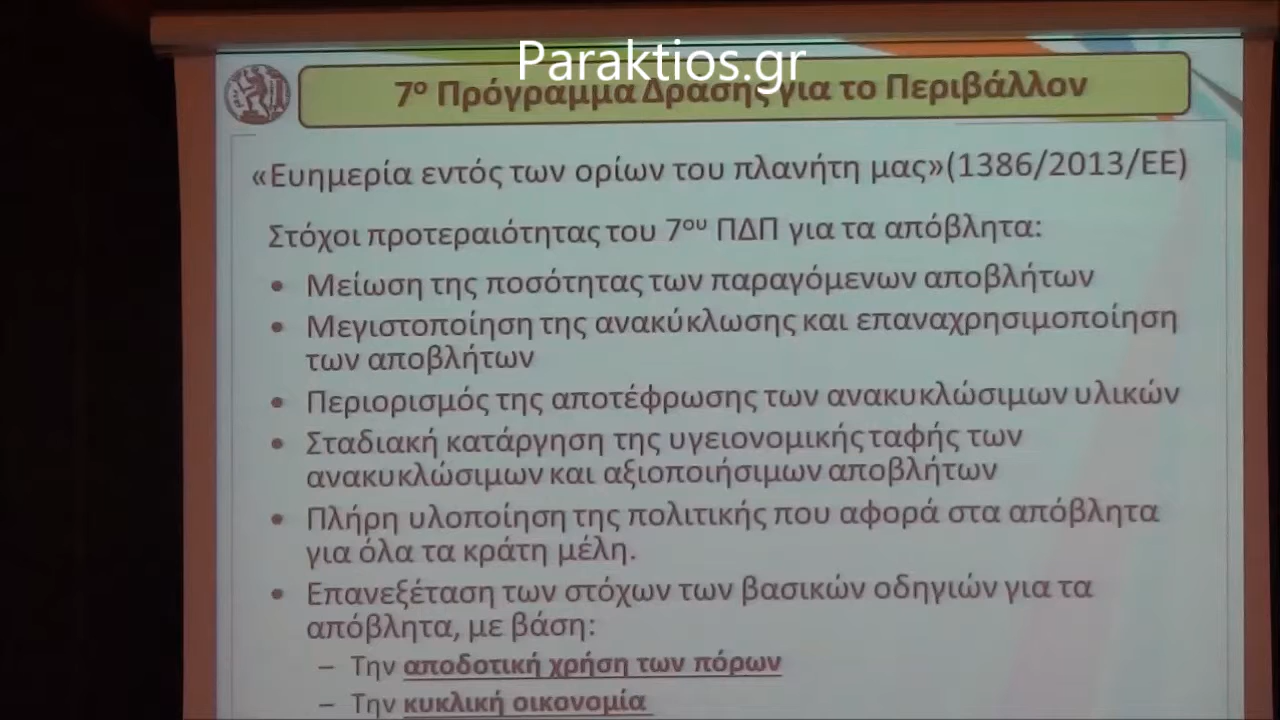 Paraktios.gr
7ο Πρόγραμμα Δράσης για το Περιβάλλον
«Ευημερία εντός των ορίων του πλανήτη μας»(1386/2013/ΕΕ)
Στόχοι προτεραιότητας του 7ου ΠΔΠ για τα απόβλητα:
• Μείωση της ποσότητας των παραγόμενων αποβλήτων
• Μεγιστοποίηση της ανακύκλωσης και επαναχρησιμοποίηση
των αποβλήτων
• Περιορισμός της αποτέφρωσης των ανακυκλώσιμων υλικών
• Σταδιακή κατάργηση της υγειονομικής ταφής των
ανακυκλώσιμων και αξιοποιήσιμων αποβλήτων
• Πλήρη υλοποίηση της πολιτικής που αφορά στα απόβλητα
για όλα τα κράτη μέλη.
• Επανεξέταση των στόχων των βασικών οδηγιών για τα
απόβλητα, με βάση:
– Την αποδοτική χρήση των πόρων
– Την κυκλική οικονομία